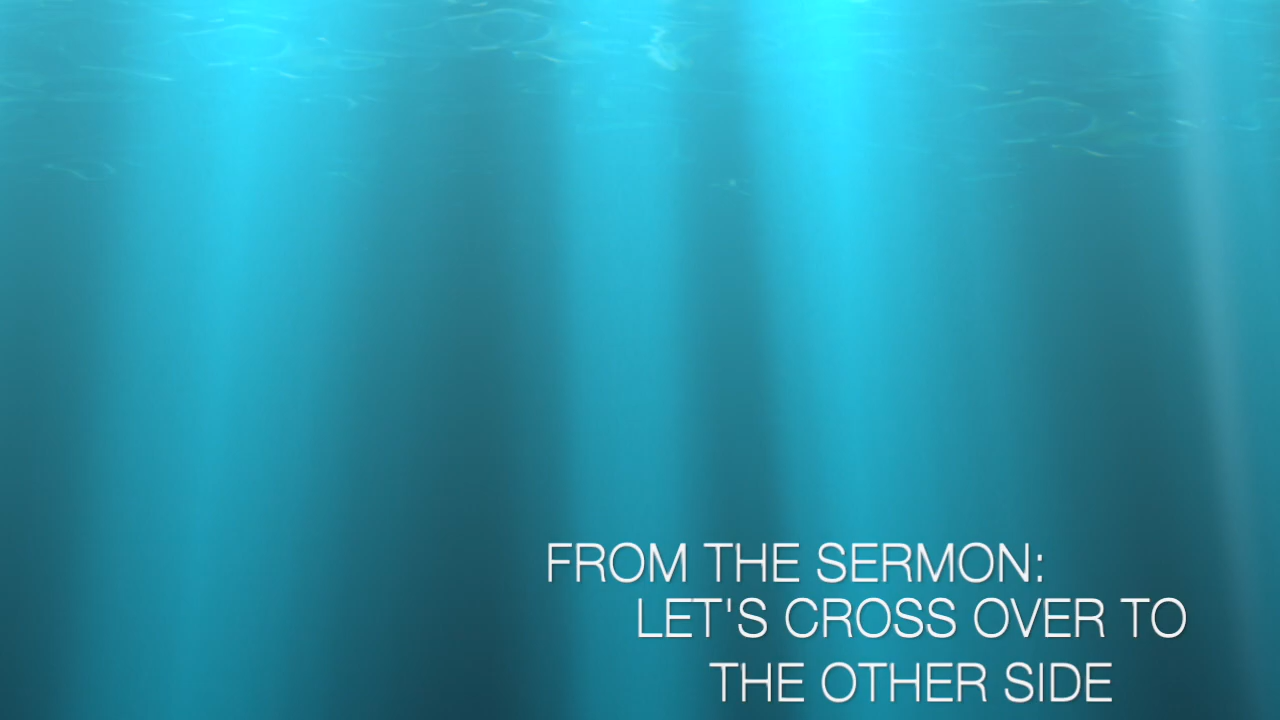 FROM THE SERMON:
LET'S CROSS OVER TO
THE OTHER SIDE